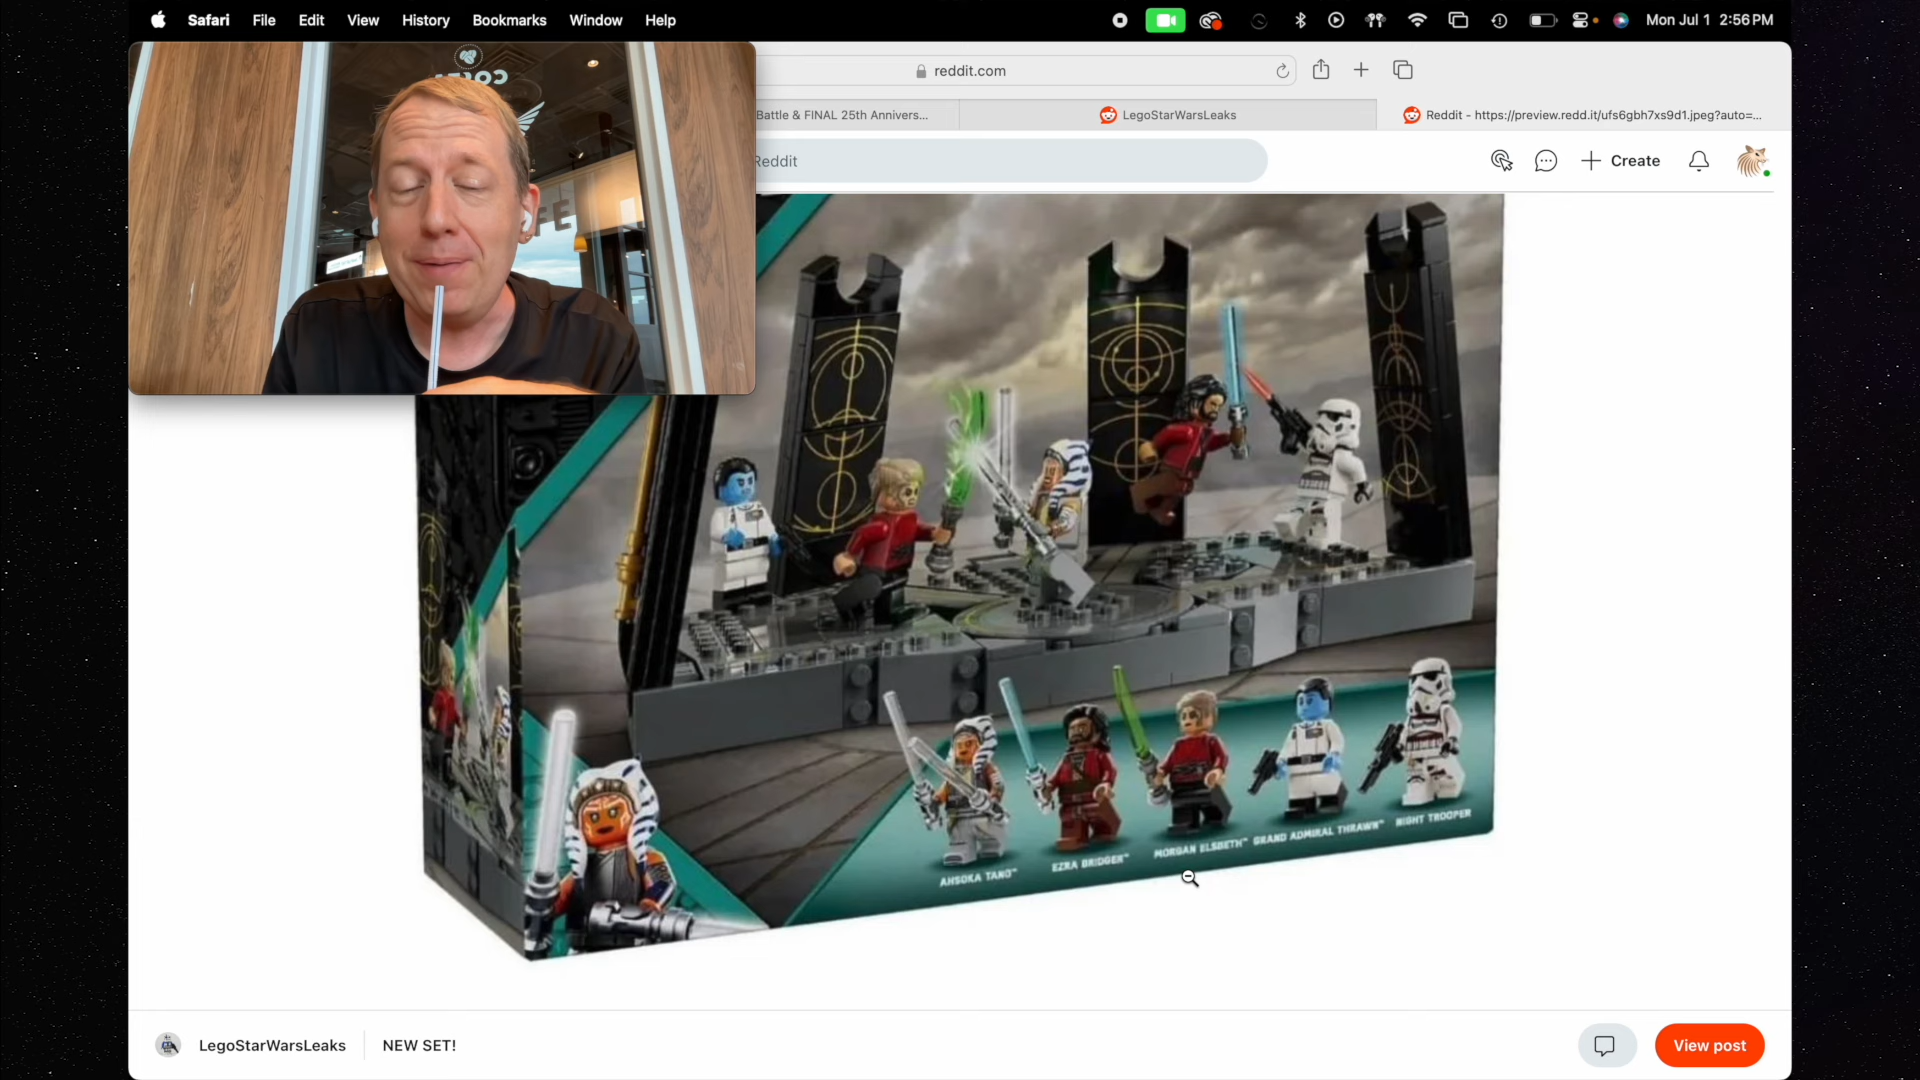 Safari File Edit View History Bookmarks Window Help Mon Jul 1 2:56 PM
reddit.com
Battle & FINAL 25th Annivers...
LegoStarWarsLeaks
Reddit - https://preview.redd.it/ufs6gbh7xs9d1.jpeg?auto=...
Reddit
Create
AHSOKA TANO™
EZRA BRIDGER™
MORGAN ELSBETH™
GRAND ADMIRAL THRAWN™
NIGHT TROOPER
LegoStarWarsLeaks
NEW SET!
View post